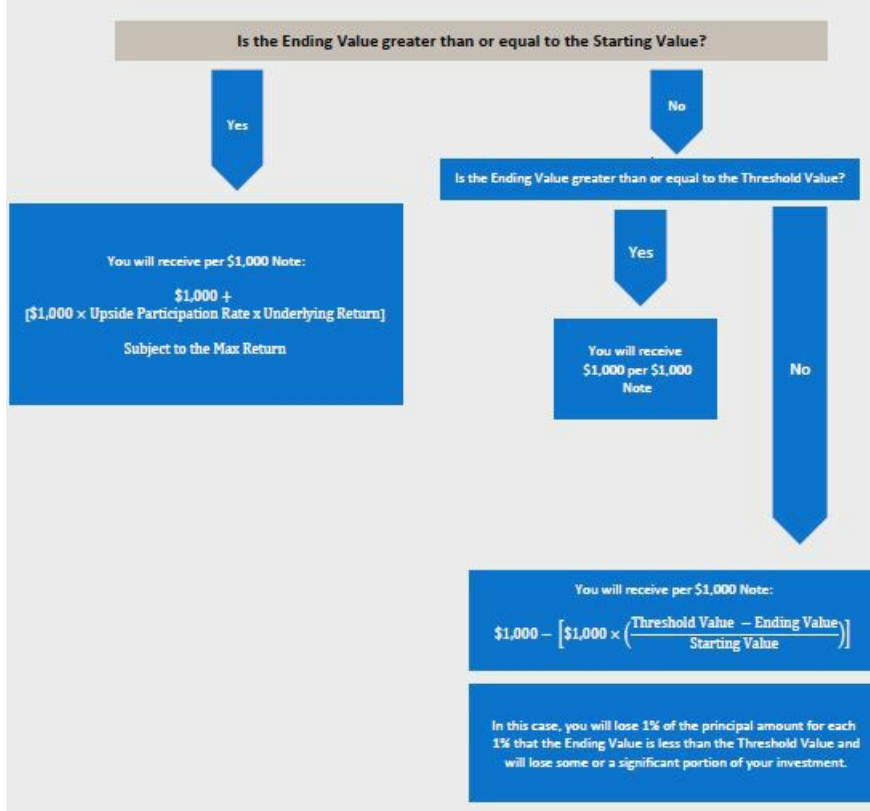 Is the Ending Value greater than or equal to the Starting Value?
Yes
No
Is the Ending Value greater than or equal to the Threshold Value?
You will receive per $1,000 Note:
$1,000 +
[$1,000 × Upside Participation Rate x Underlying Return]
Subject to the Max Return
Yes
You will receive
$1,000 per $1,000
Note
No
You will receive per $1,000 Note:
$1,000 − [$1,000 × (Threshold Value − Ending Value / Starting Value)]
In this case, you will lose 1% of the principal amount for each
1% that the Ending Value is less than the Threshold Value and
will lose some or a significant portion of your investment.